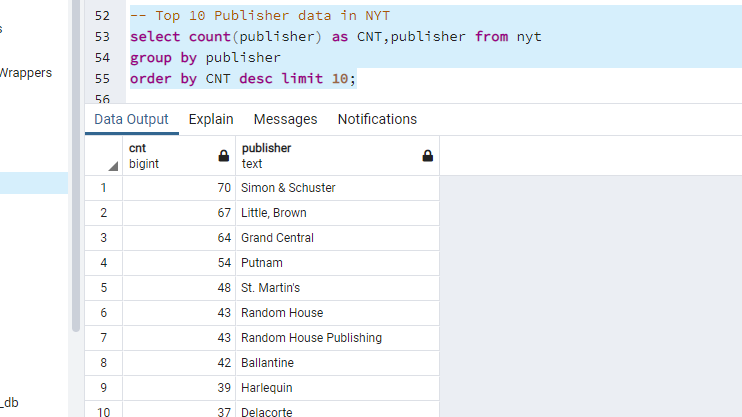 52 -- Top 10 Publisher data in NYT
53 select count(publisher) as CNT,publisher from nyt
54 group by publisher
55 order by CNT desc limit 10;
56
Wrappers
_db
Data Output Explain Messages Notifications
cnt publisher
bigint text
1 70 Simon & Schuster
2 67 Little, Brown
3 64 Grand Central
4 54 Putnam
5 48 St. Martin's
6 43 Random House
7 43 Random House Publishing
8 42 Ballantine
9 39 Harlequin
10 37 Delacorte